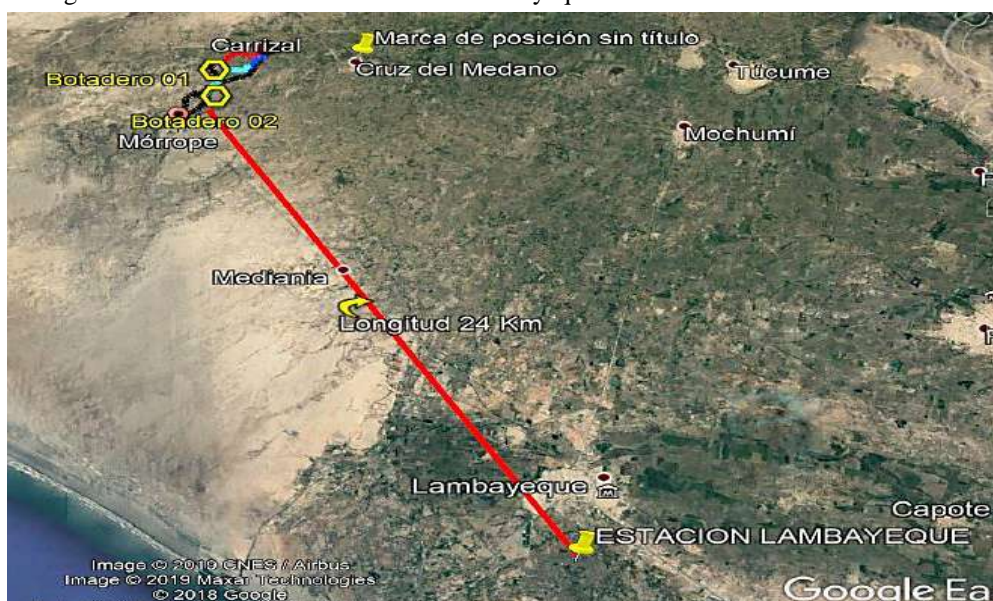 Carrizal
Marca de posición sin título
Botadero 01
Cruz del Medano
Túcume
Botadero 02
Mórrope
Mochumí
Mediania
Longitud 24 Km
Lambayeque
Capote
ESTACION LAMBAYEQUE
Image © 2019 CNES / Airbus
Image © 2019 Maxar Technologies
© 2018 Google
Google Ea